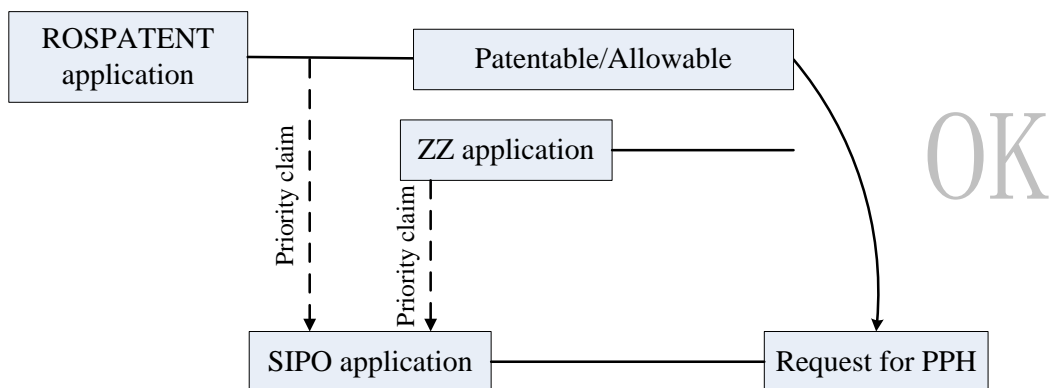 ROSPATENT
application
Patentable/Allowable
ZZ application
OK
Priority claim
Priority claim
SIPO application
Request for PPH